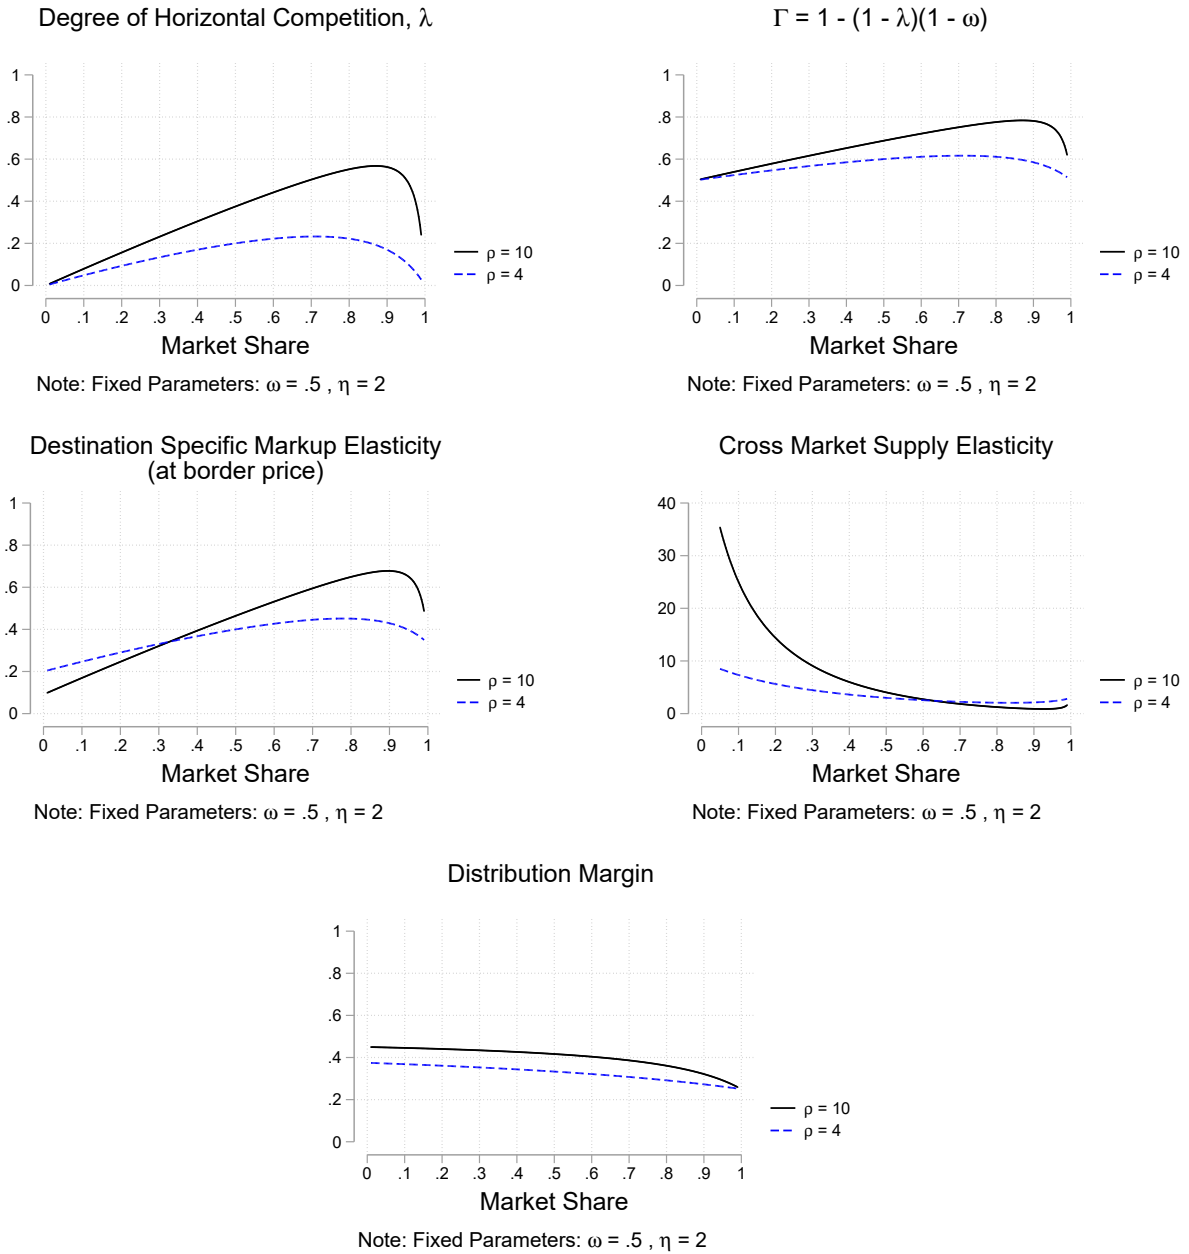 Degree of Horizontal Competition, λ
1
.8
.6
.4
.2
0
0 .1 .2 .3 .4 .5 .6 .7 .8 .9 1
Market Share
Note: Fixed Parameters: ω = .5 , η = 2
ρ = 10
ρ = 4
Γ = 1 - (1 - λ)(1 - ω)
1
.8
.6
.4
.2
0
0 .1 .2 .3 .4 .5 .6 .7 .8 .9 1
Market Share
Note: Fixed Parameters: ω = .5 , η = 2
ρ = 10
ρ = 4
Destination Specific Markup Elasticity
(at border price)
1
.8
.6
.4
.2
0
0 .1 .2 .3 .4 .5 .6 .7 .8 .9 1
Market Share
Note: Fixed Parameters: ω = .5 , η = 2
ρ = 10
ρ = 4
Cross Market Supply Elasticity
40
30
20
10
0
0 .1 .2 .3 .4 .5 .6 .7 .8 .9 1
Market Share
Note: Fixed Parameters: ω = .5 , η = 2
ρ = 10
ρ = 4
Distribution Margin
1
.8
.6
.4
.2
0
0 .1 .2 .3 .4 .5 .6 .7 .8 .9 1
Market Share
Note: Fixed Parameters: ω = .5 , η = 2
ρ = 10
ρ = 4